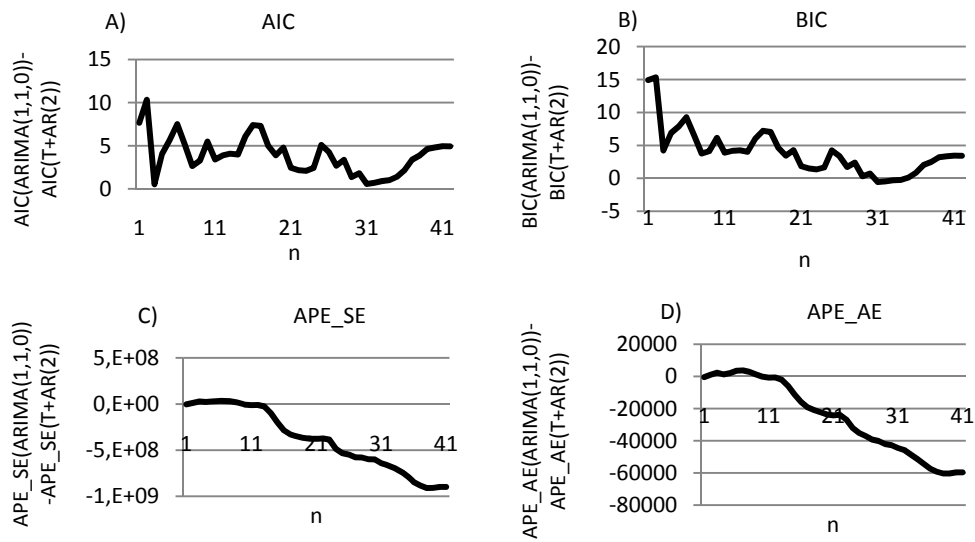 A)
AIC
AIC(ARIMA(1,1,0))-
AIC(T+AR(2))
15
10
5
0
1
11
21
31
41
n
B)
BIC
BIC(ARIMA(1,1,0))-
BIC(T+AR(2))
20
15
10
5
0
-5
1
11
21
31
41
n
C)
APE_SE
APE_SE(ARIMA(1,1,0))
-APE_SE(T+AR(2))
5,E+08
0,E+00
-5,E+08
-1,E+09
1
11
21
31
41
n
D)
APE_AE
APE_AE(ARIMA(1,1,0))-
APE_AE(T+AR(2))
20000
0
-20000
-40000
-60000
-80000
1
11
21
31
41
n